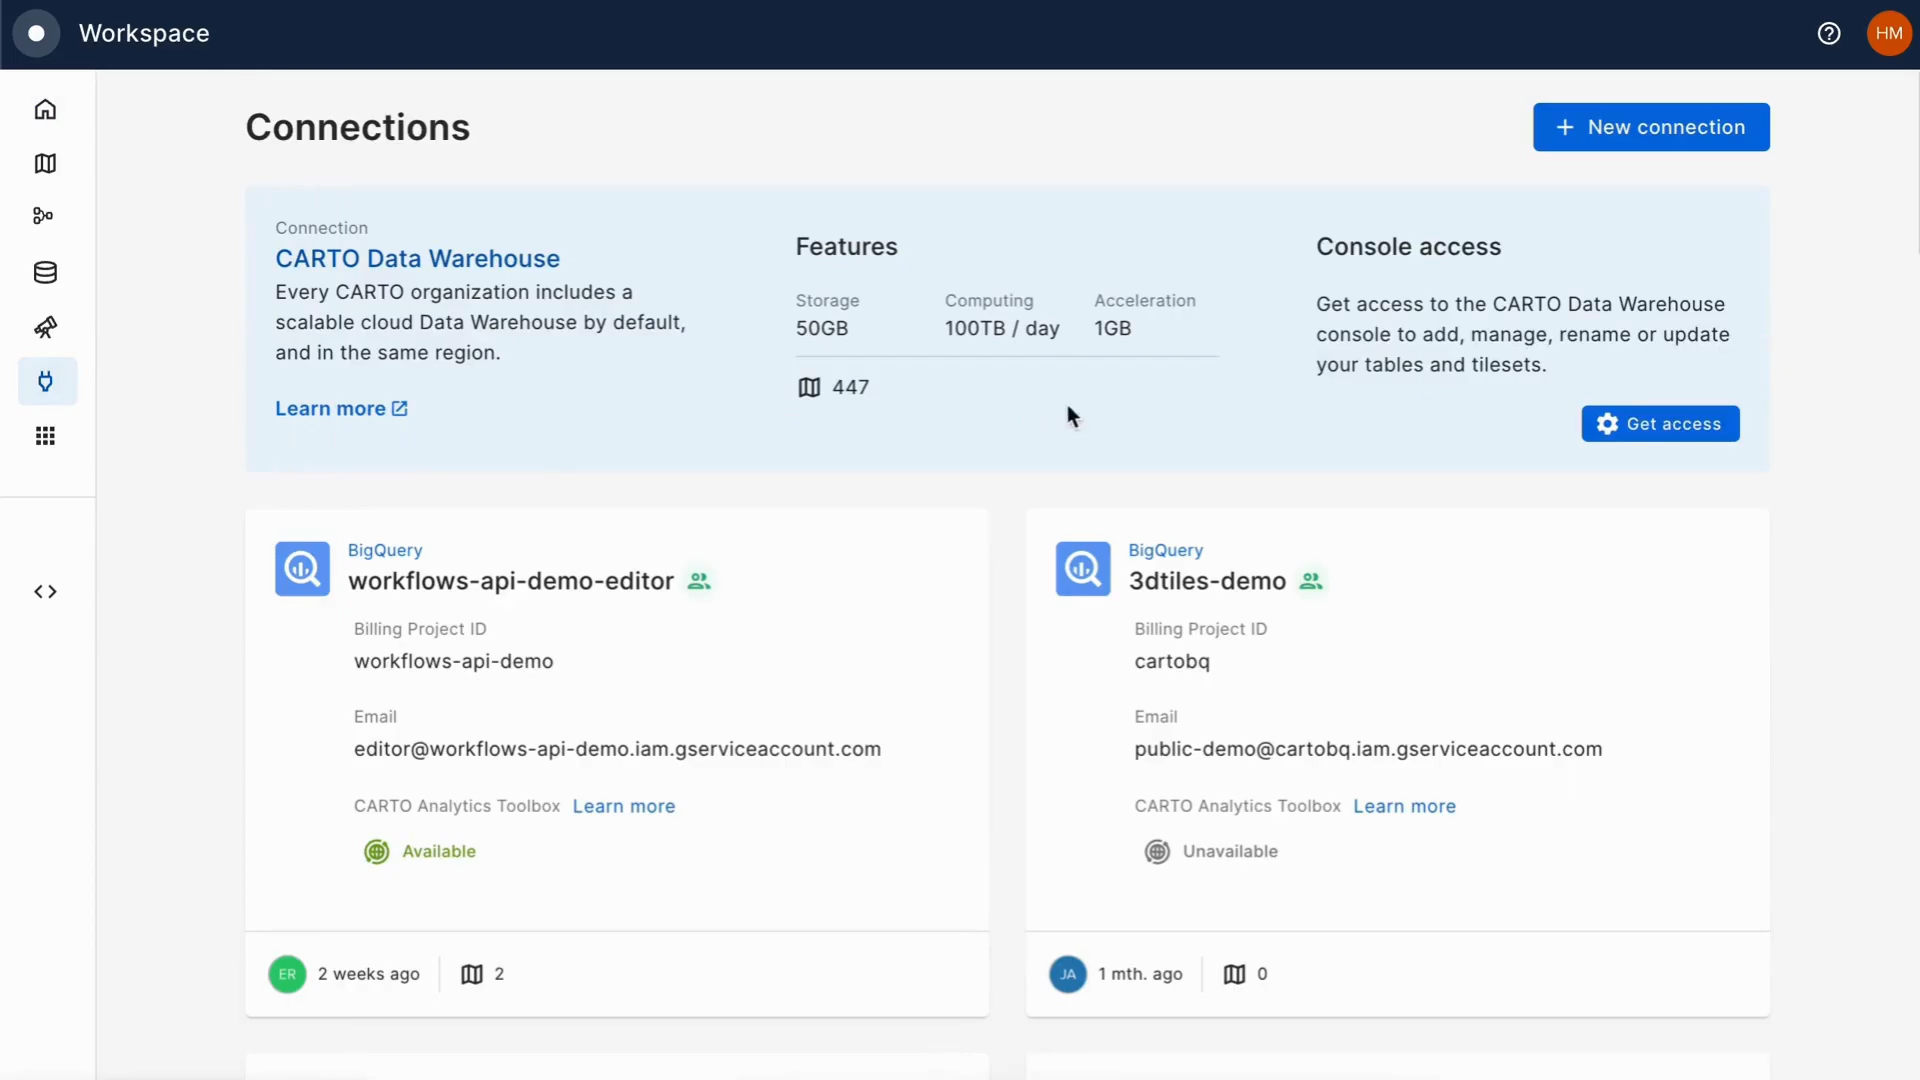 Workspace
HM
Connections
+ New connection
Connection
CARTO Data Warehouse
Every CARTO organization includes a
scalable cloud Data Warehouse by default,
and in the same region.
Learn more
Features
Storage
50GB
Computing
100TB / day
Acceleration
1GB
447
Console access
Get access to the CARTO Data Warehouse
console to add, manage, rename or update
your tables and tilesets.
Get access
BigQuery
workflows-api-demo-editor
Billing Project ID
workflows-api-demo
Email
editor@workflows-api-demo.iam.gserviceaccount.com
CARTO Analytics Toolbox Learn more
Available
ER 2 weeks ago 2
BigQuery
3dtiles-demo
Billing Project ID
cartobq
Email
public-demo@cartobq.iam.gserviceaccount.com
CARTO Analytics Toolbox Learn more
Unavailable
JA 1 mth. ago 0